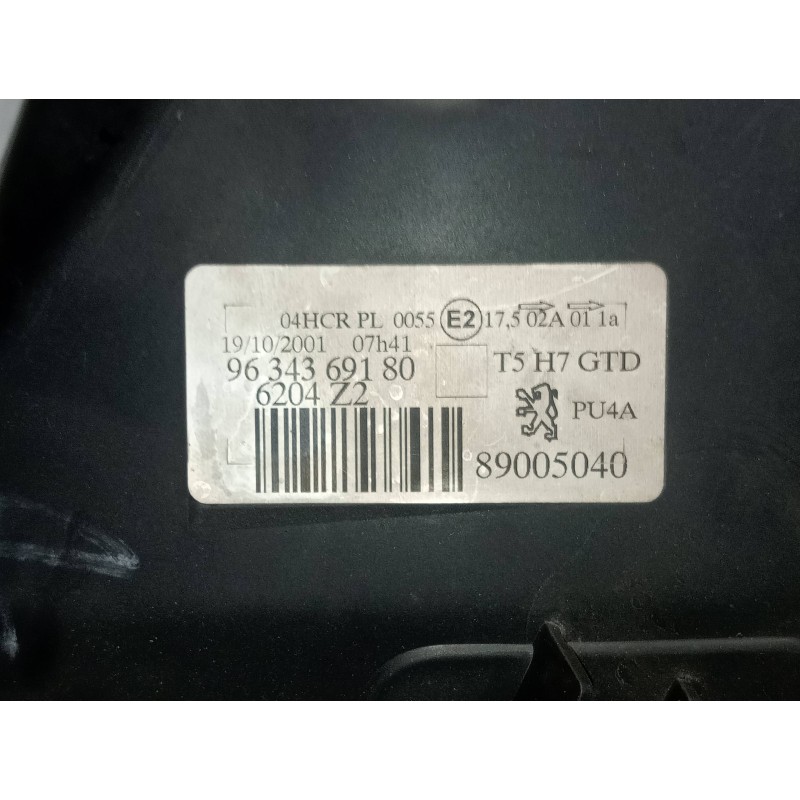 04HCR PL 0055 E2 17,5 02A 01 1a
19/10/2001 07h41
96 343 691 80
T5 H7 GTD
6204 Z2
PU4A
89005040